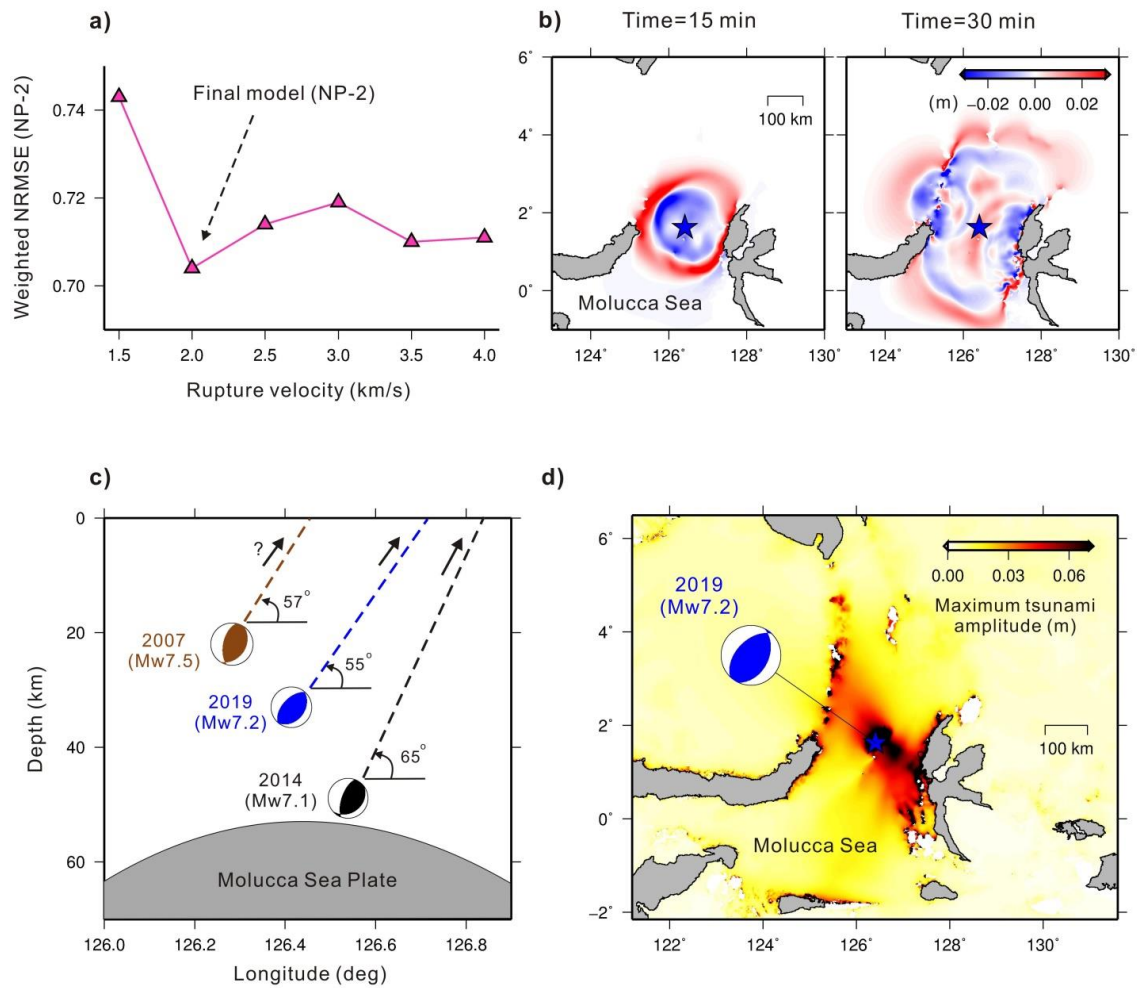 a)
Weighted NRMSE (NP-2)
0.74
0.72
0.70
Final model (NP-2)
1.5 2.0 2.5 3.0 3.5 4.0
Rupture velocity (km/s)
b)
Time=15 min
Time=30 min
6˚
4˚
2˚
0˚
100 km
Molucca Sea
124˚ 126˚ 128˚ 130˚
(m) −0.02 0.00 0.02
124˚ 126˚ 128˚ 130˚
c)
Depth (km)
0
20
40
60
?
57°
2007
(Mw7.5)
55°
2019
(Mw7.2)
65°
2014
(Mw7.1)
Molucca Sea Plate
126.0 126.2 126.4 126.6 126.8
Longitude (deg)
d)
6˚
4˚
2˚
0˚
−2˚
2019
(Mw7.2)
0.00 0.03 0.06
Maximum tsunami
amplitude (m)
100 km
Molucca Sea
122˚ 124˚ 126˚ 128˚ 130˚